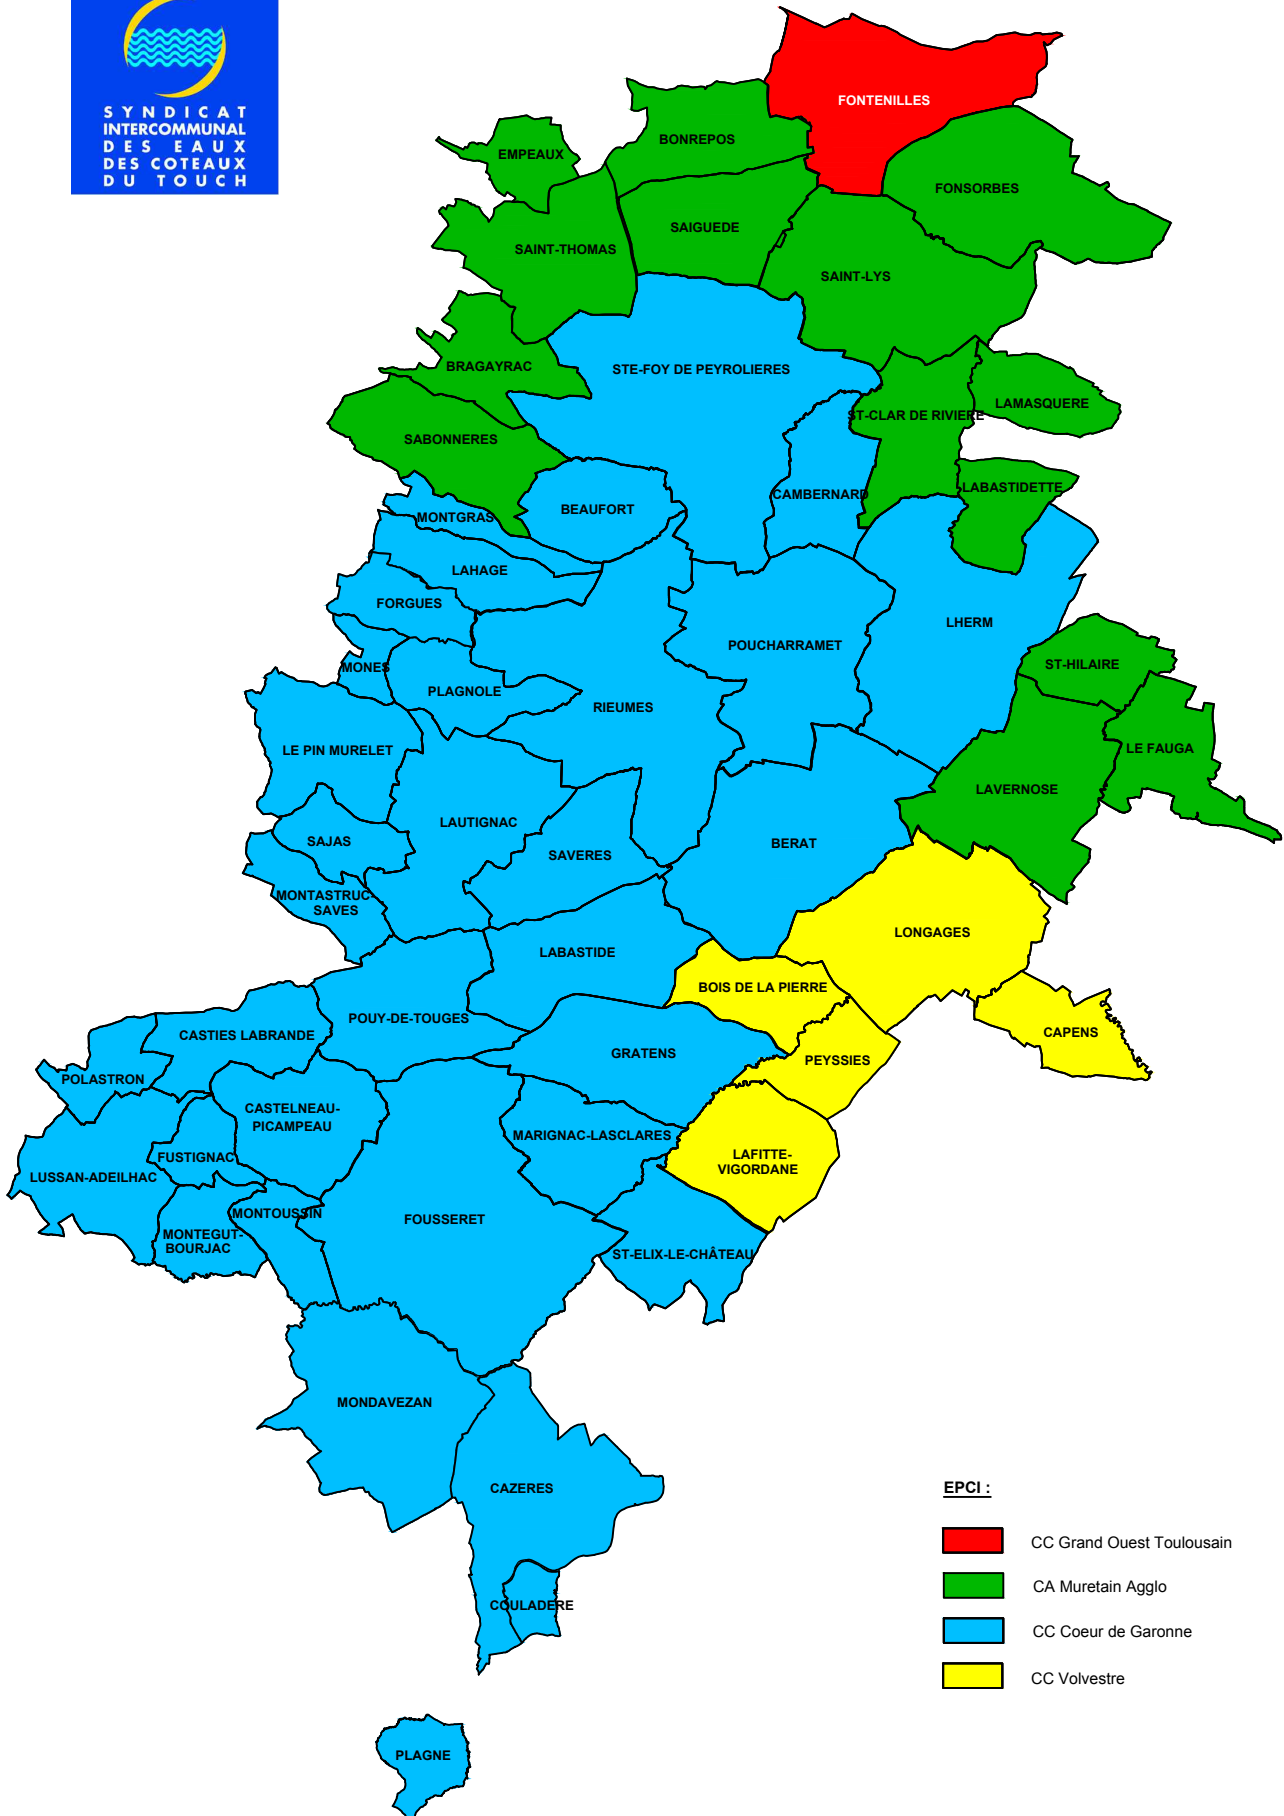 SYNDICAT
INTERCOMMUNAL
DES EAUX
DES COTEAUX
DU TOUCH
FONTENILLES
BONREPOS
EMPEAUX
FONSORBES
SAIGUEDE
SAINT-THOMAS
SAINT-LYS
BRAGAYRAC
STE-FOY DE PEYROLIERES
LAMASQUERE
ST-CLAR DE RIVIERE
SABONNERES
LABASTIDETTE
CAMBERNARD
BEAUFORT
MONTGRAS
LAHAGE
FORGUES
LHERM
POUCHARRAMET
ST-HILAIRE
MONES
PLAGNOLE
RIEUMES
LE PIN MURELET
LE FAUGA
LAVERNOSE
LAUTIGNAC
SAJAS
BERAT
SAVERES
MONTASTRUC-
SAVES
LONGAGES
LABASTIDE
BOIS DE LA PIERRE
POUY-DE-TOUGES
CAPENS
CASTIES LABRANDE
GRATENS
PEYSSIES
POLASTRON
CASTELNEAU-
PICAMPEAU
MARIGNAC-LASCLARES
LAFITTE-
VIGORDANE
FUSTIGNAC
LUSSAN-ADEILHAC
MONTOUSSIN
FOUSSERET
MONTEGUT-
BOURJAC
ST-ELIX-LE-CHÂTEAU
MONDAVEZAN
CAZERES
COULADERE
PLAGNE
EPCI :
CC Grand Ouest Toulousain
CA Muretain Agglo
CC Coeur de Garonne
CC Volvestre